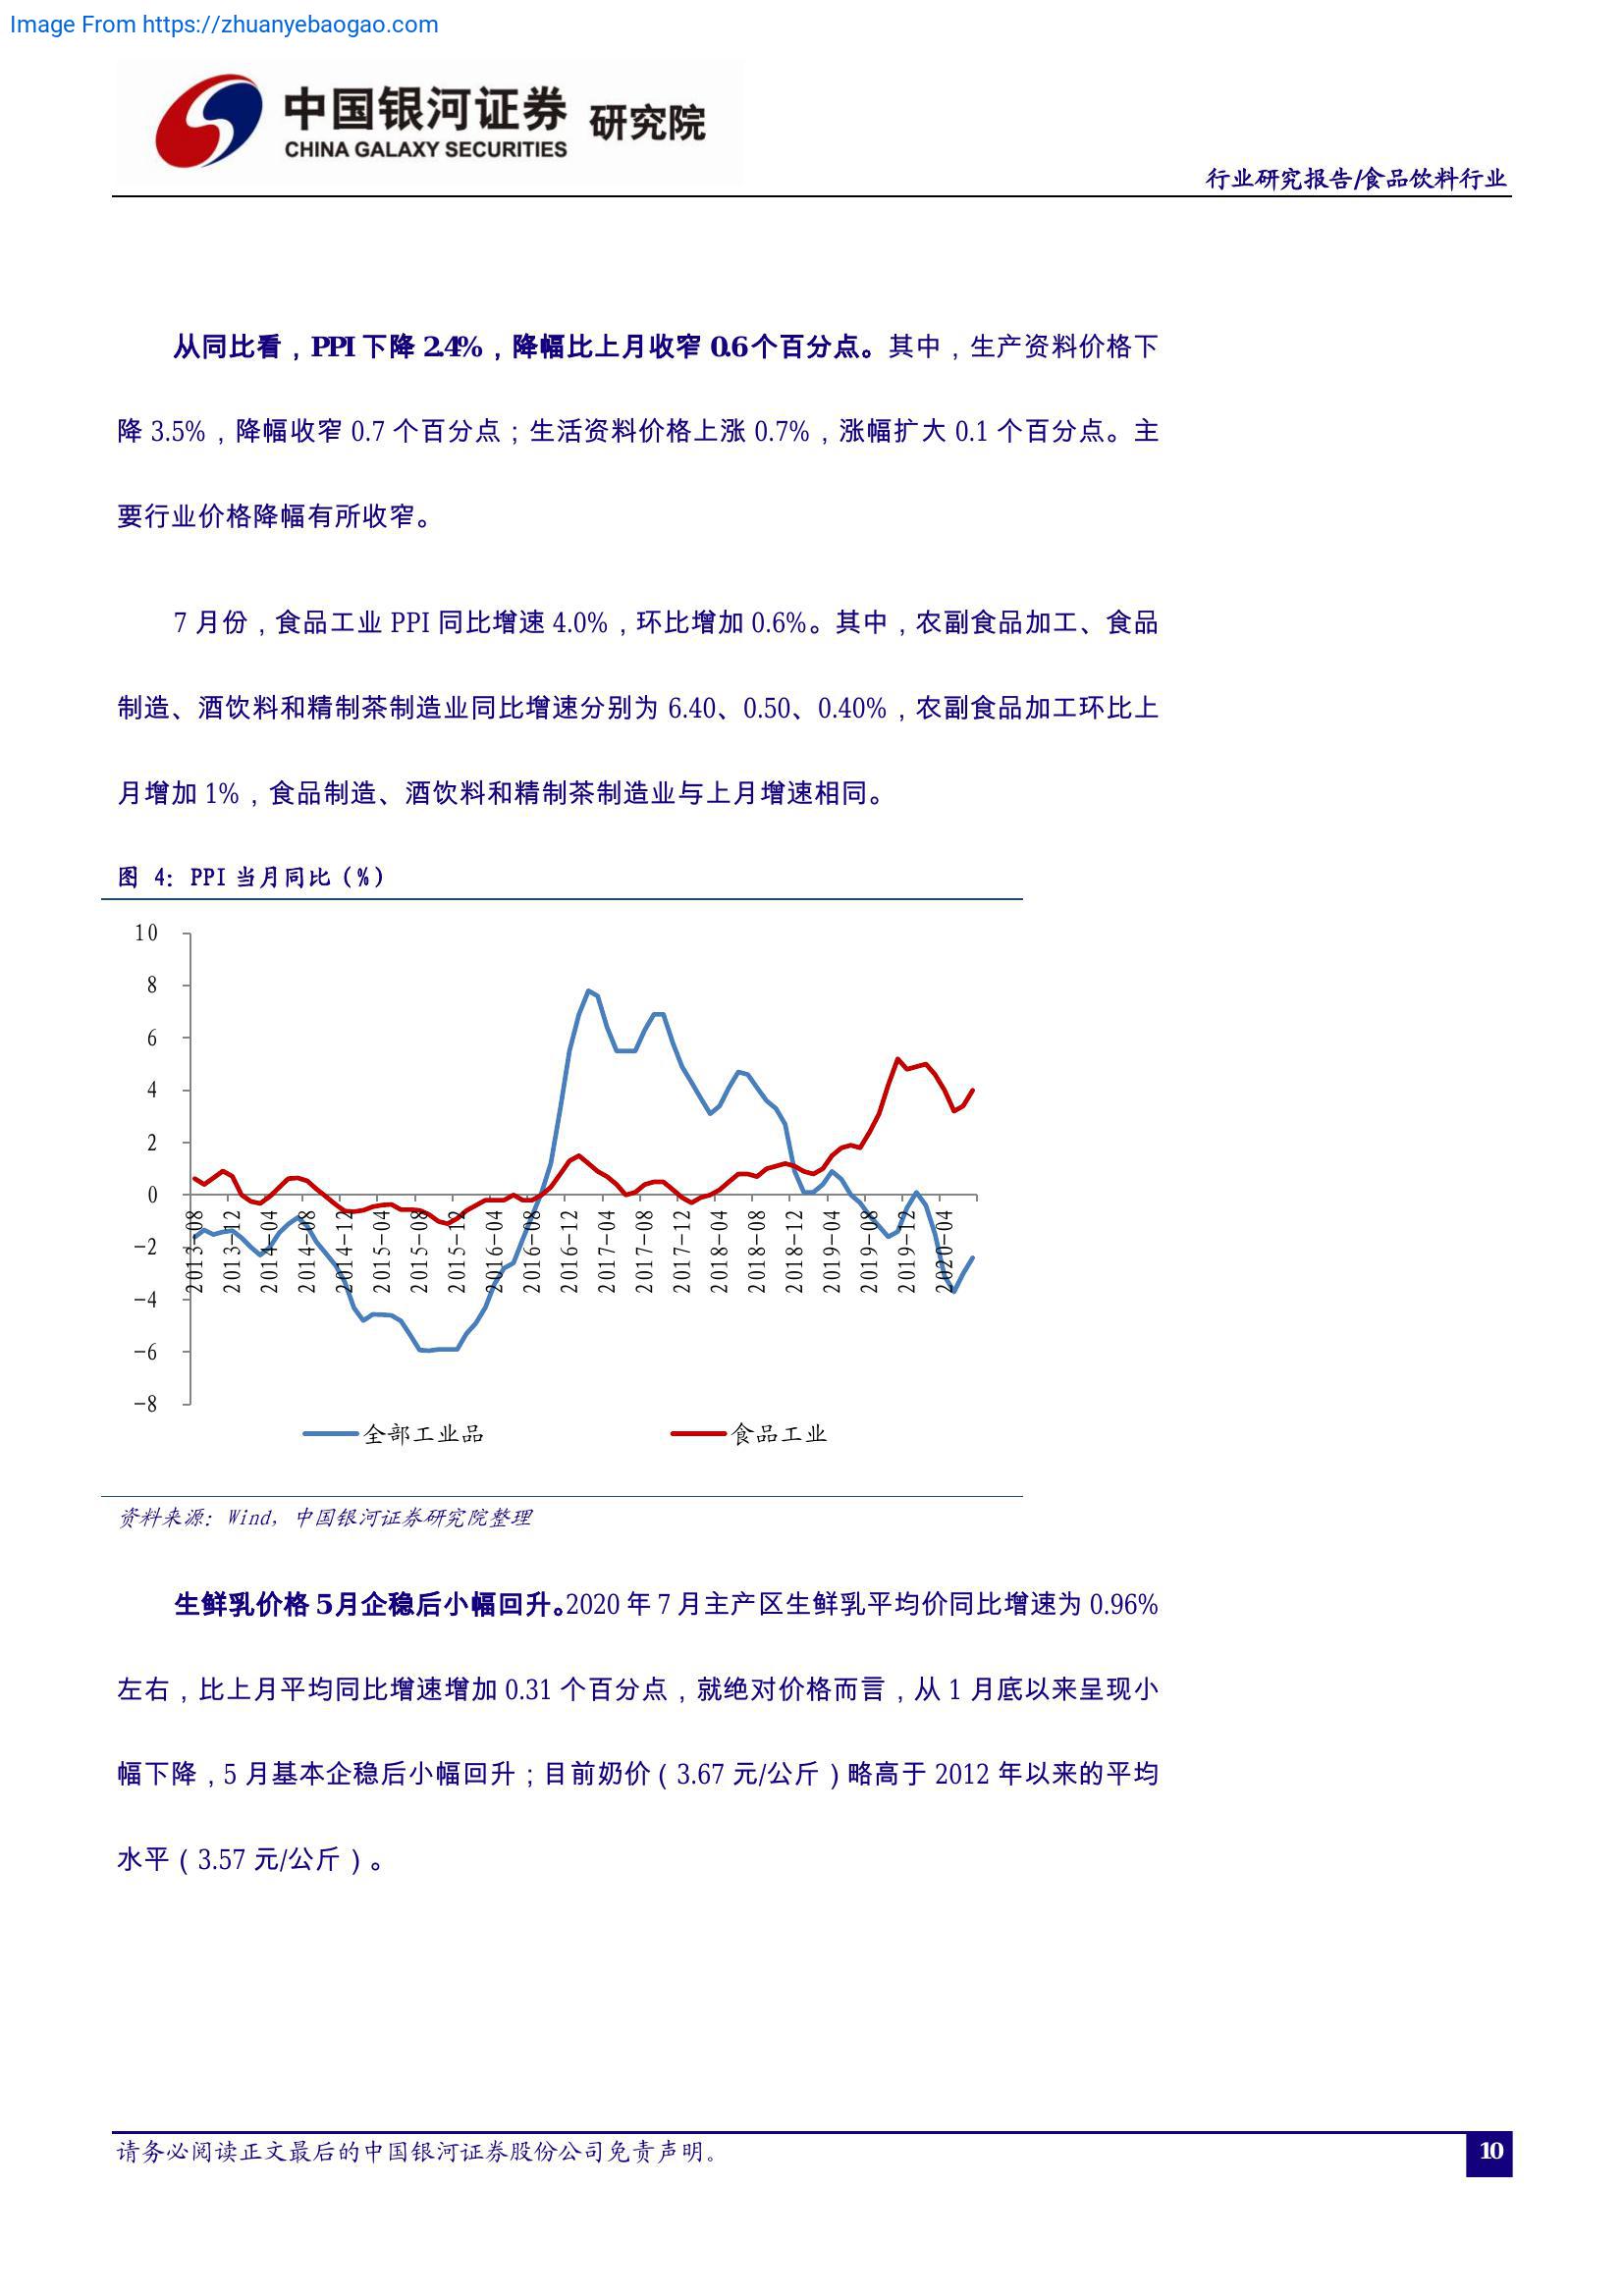 Image From https://zhuanyebaogao.com
中国银河证券 研究院
CHINA GALAXY SECURITIES
行业研究报告/食品饮料行业
从同比看，PPI 下降 2.4%，降幅比上月收窄 0.6 个百分点。其中，生产资料价格下
降 3.5%，降幅收窄 0.7 个百分点；生活资料价格上涨 0.7%，涨幅扩大 0.1 个百分点。主
要行业价格降幅有所收窄。
7 月份，食品工业 PPI 同比增速 4.0%，环比增加 0.6%。其中，农副食品加工、食品
制造、酒饮料和精制茶制造业同比增速分别为 6.40、0.50、0.40%，农副食品加工环比上
月增加 1%，食品制造、酒饮料和精制茶制造业与上月增速相同。
图 4：PPI 当月同比（%）
10
8
6
4
2
0
-2
-4
-6
-8
2013-08
2013-12
2014-04
2014-08
2014-12
2015-04
2015-08
2015-12
2016-04
2016-08
2016-12
2017-04
2017-08
2017-12
2018-04
2018-08
2018-12
2019-04
2019-08
2019-12
2020-04
全部工业品
食品工业
资料来源：Wind，中国银河证券研究院整理
生鲜乳价格 5 月企稳后小幅回升。2020 年 7 月主产区生鲜乳平均价同比增速为 0.96%
左右，比上月平均同比增速增加 0.31 个百分点，就绝对价格而言，从 1 月底以来呈现小
幅下降，5 月基本企稳后小幅回升；目前奶价（3.67 元/公斤）略高于 2012 年以来的平均
水平（3.57 元/公斤）。
请务必阅读正文最后的中国银河证券股份公司免责声明。
10